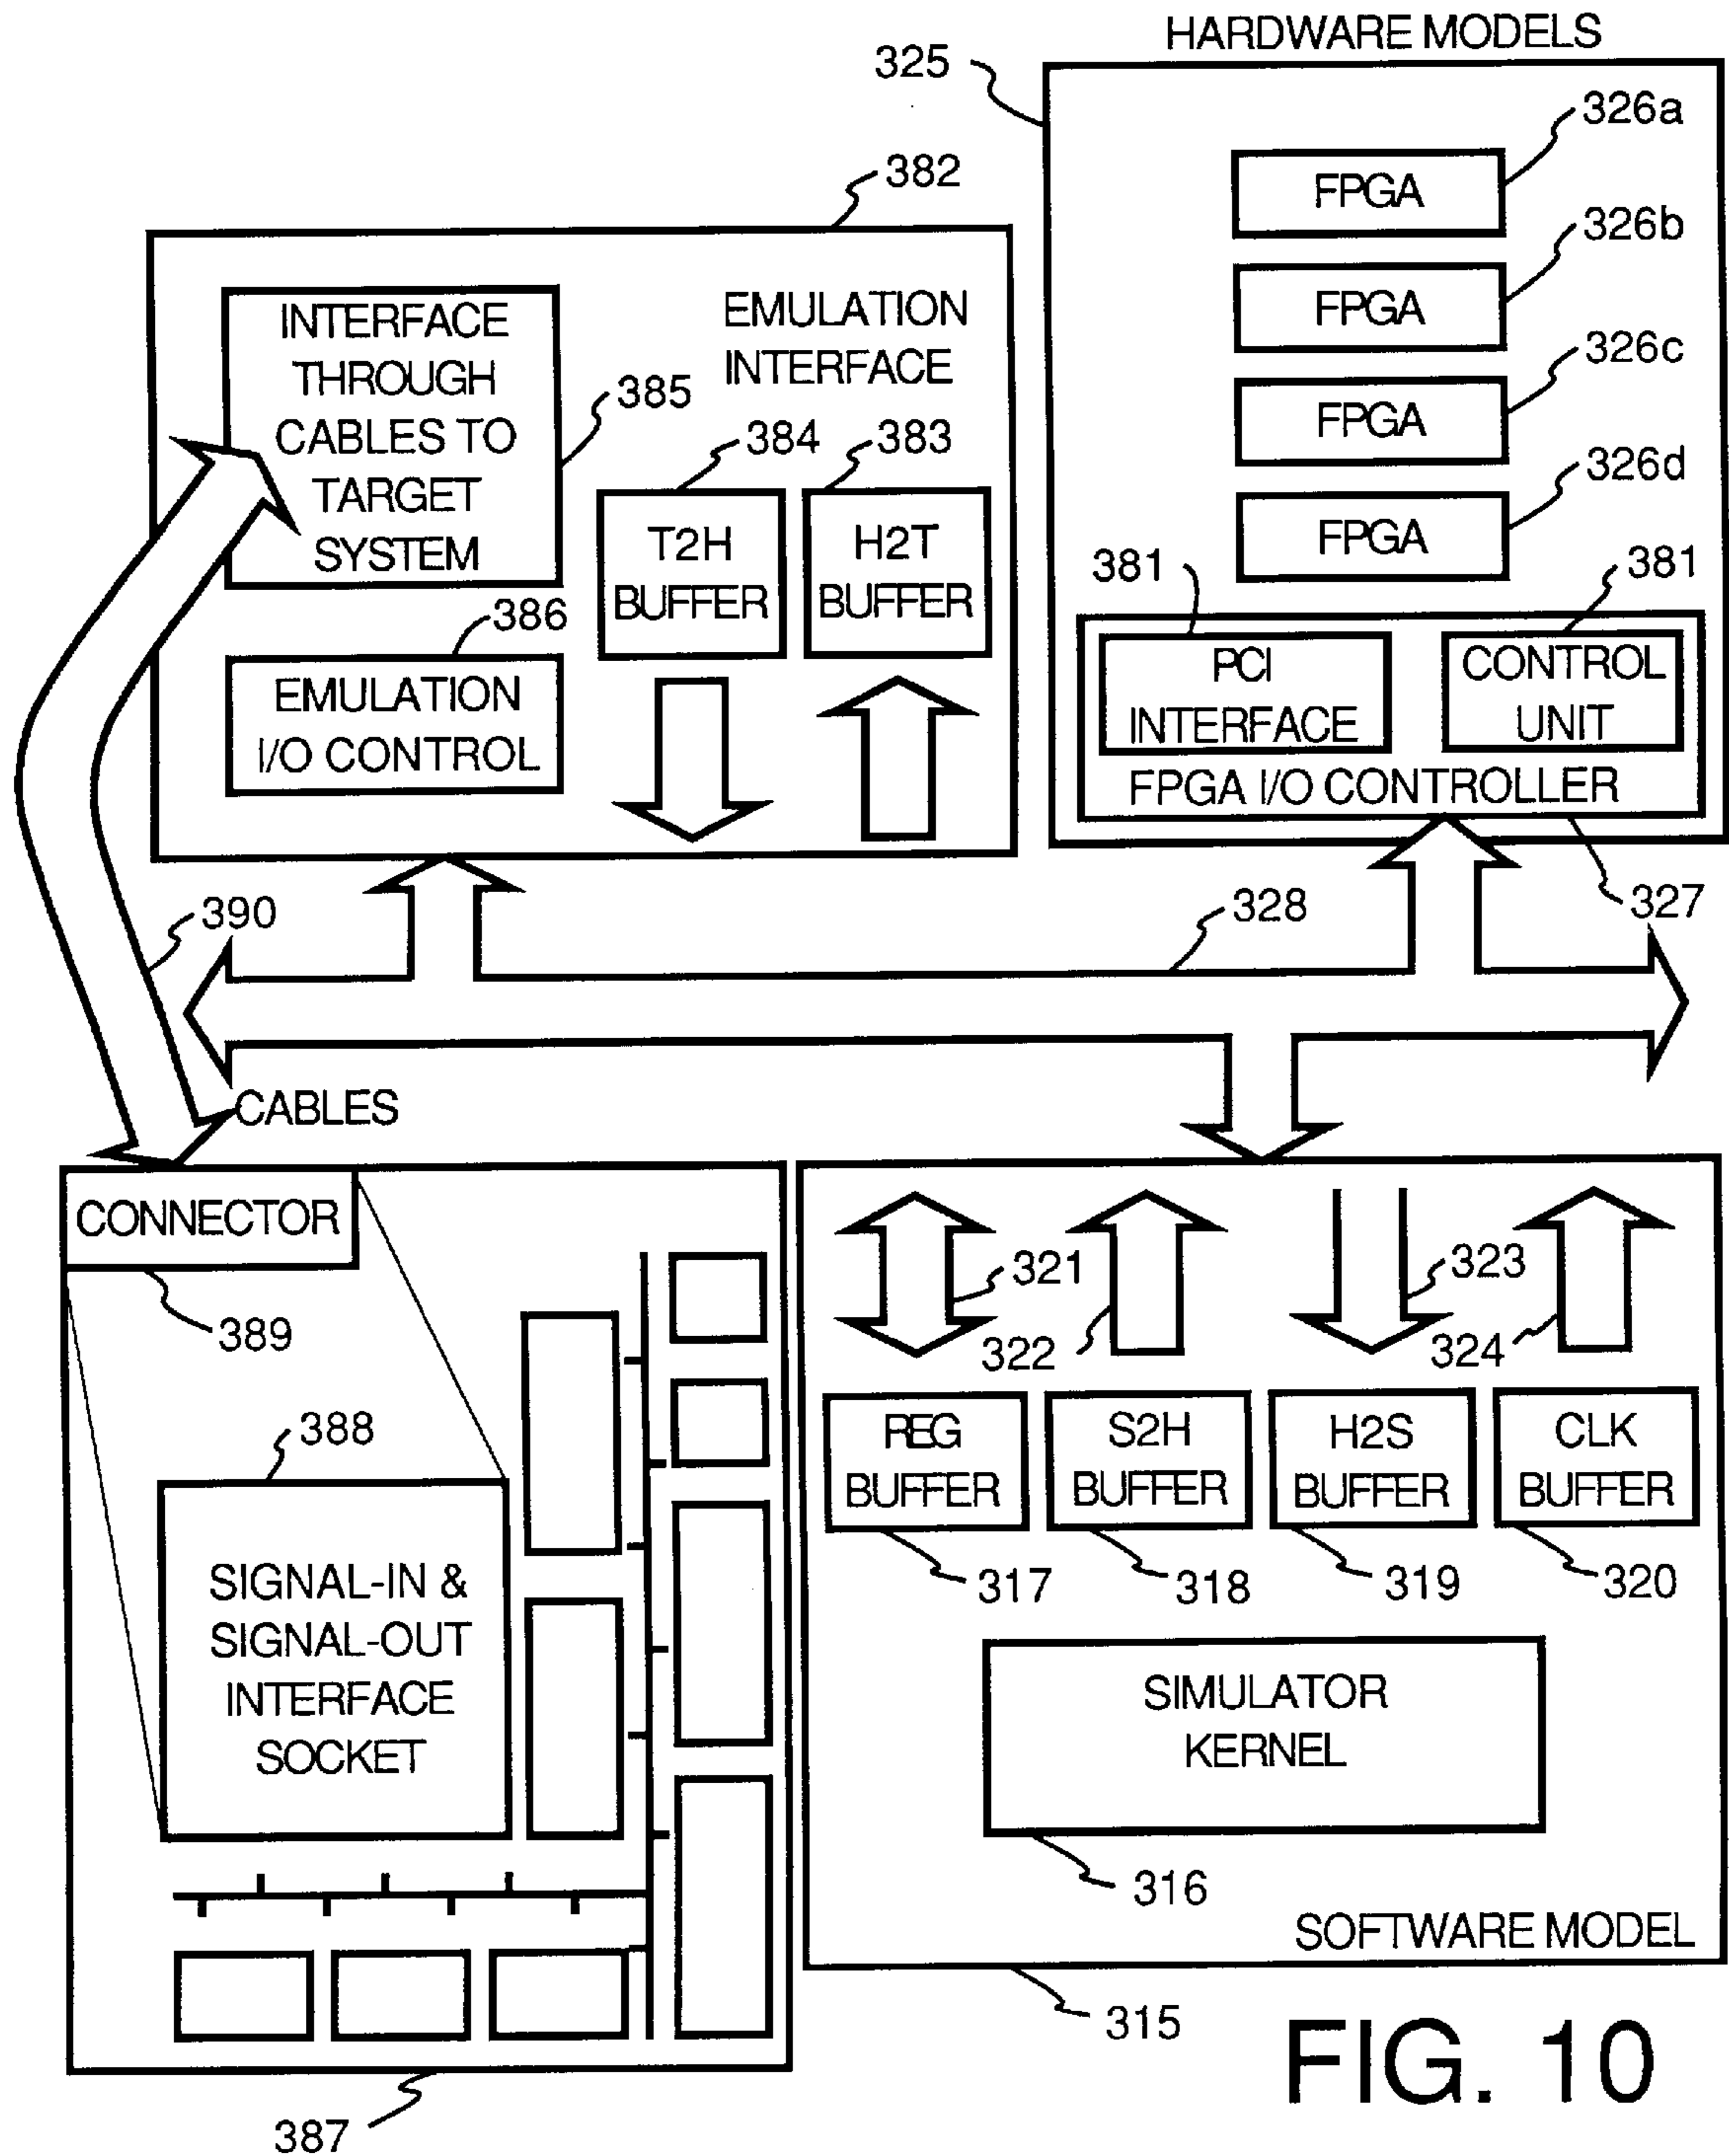 HARDWARE MODELS
325
326a
FPGA
326b
FPGA
326c
FPGA
326d
FPGA
381
381
PCI
INTERFACE
CONTROL
UNIT
FPGA I/O CONTROLLER
327
382
INTERFACE
THROUGH
CABLES TO
TARGET
SYSTEM
385
EMULATION
INTERFACE
384
383
T2H
BUFFER
H2T
BUFFER
386
EMULATION
I/O CONTROL
390
328
CABLES
CONNECTOR
389
388
SIGNAL-IN &
SIGNAL-OUT
INTERFACE
SOCKET
387
321
322
323
324
REG
BUFFER
S2H
BUFFER
H2S
BUFFER
CLK
BUFFER
317
318
319
320
SIMULATOR
KERNEL
316
SOFTWARE MODEL
315
FIG. 10